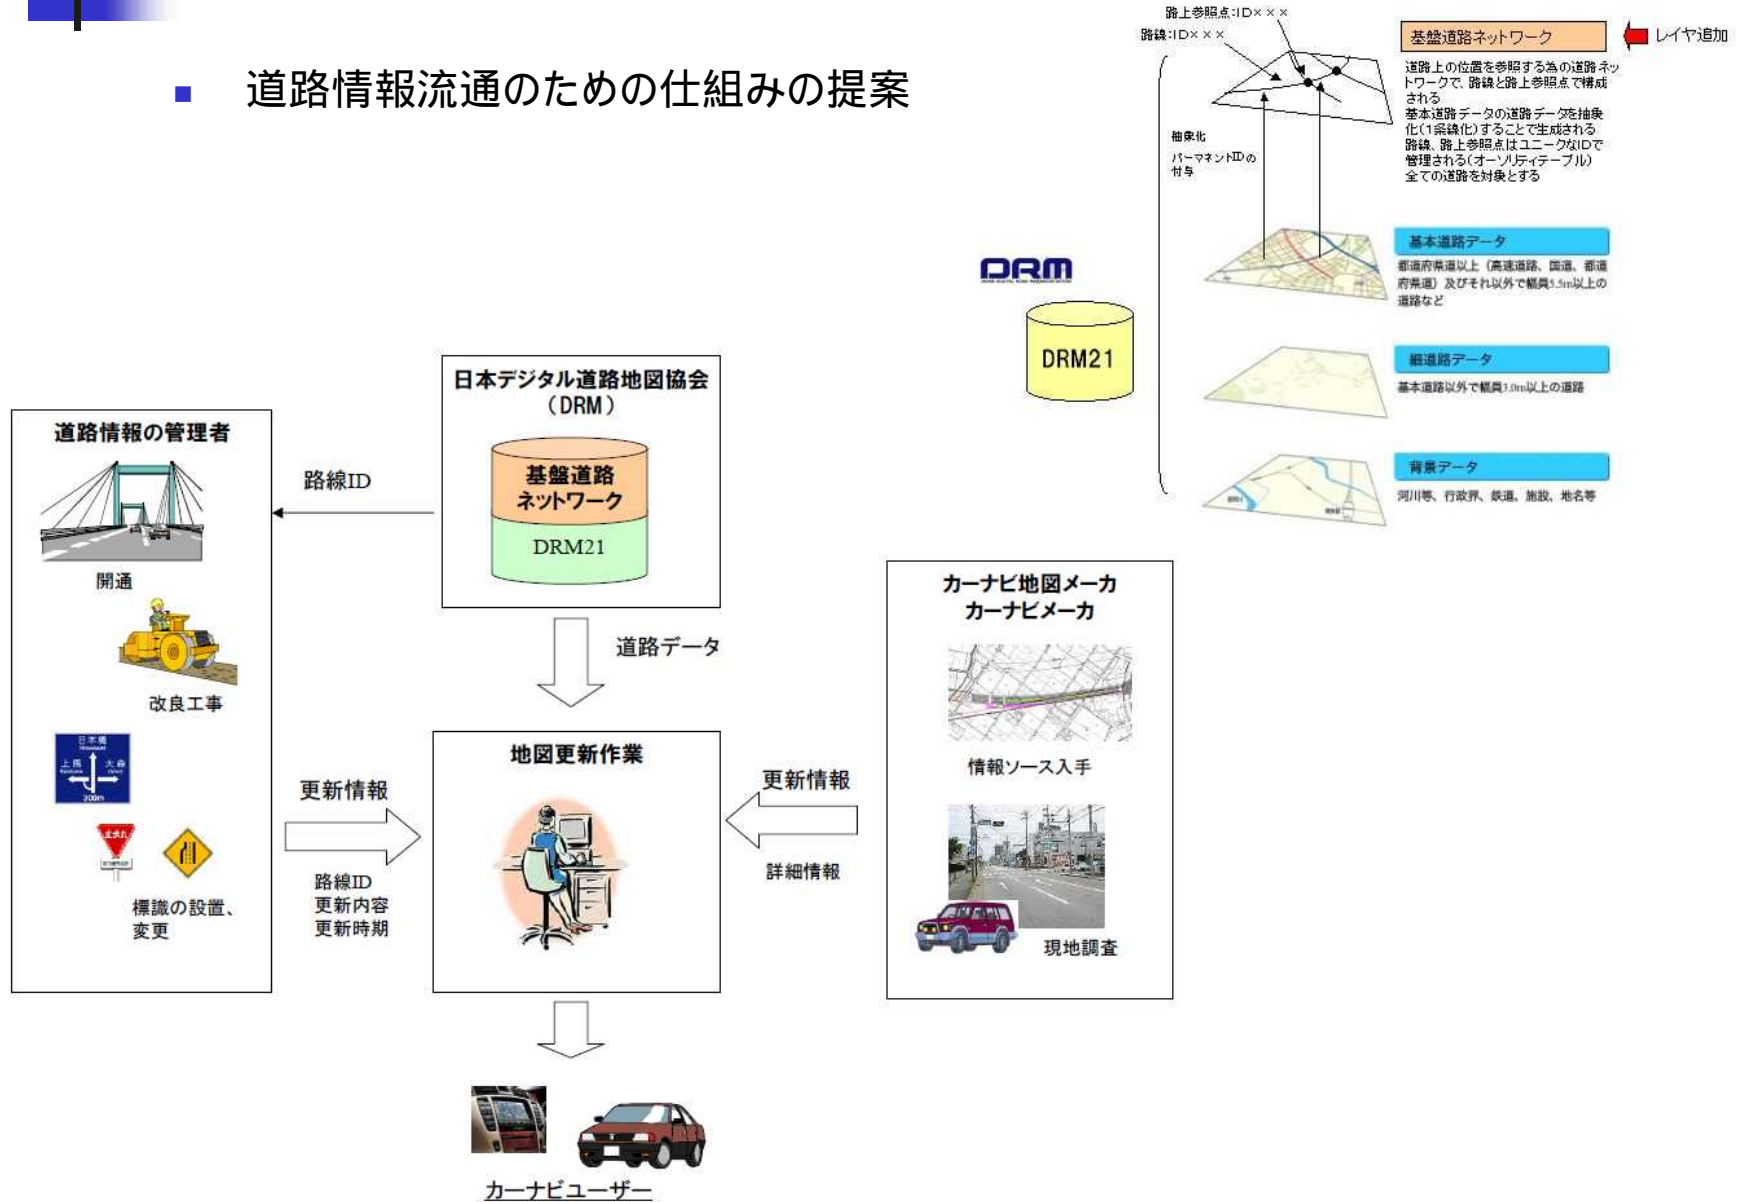 道路情報流通のための仕組みの提案
路上参照点:ID×××
路線:ID×××
抽象化
パーマネントIDの
付与
基盤道路ネットワーク
レイヤ追加
道路上の位置を参照する為の道路ネッ
トワークで、路線と路上参照点で構成
される
基本道路データの道路データを抽象
化(1条線化)することで生成される
路線、路上参照点はユニークなIDで
管理される(オーソリティテーブル)
全ての道路を対象とする
基本道路データ
都道府県道以上（高速道路、国道、都道
府県道）及びそれ以外で幅員5.5m以上の
道路など
細道路データ
基本道路以外で幅員3.0m以上の道路
背景データ
河川等、行政界、鉄道、施設、地名等
DRM
DRM21
日本デジタル道路地図協会
（DRM）
基盤道路
ネットワーク
DRM21
道路情報の管理者
開通
改良工事
日本橋
上馬
大森
300m
止まれ
標識の設置、
変更
路線ID
道路データ
地図更新作業
更新情報
路線ID
更新内容
更新時期
更新情報
詳細情報
カーナビ地図メーカ
カーナビメーカ
情報ソース入手
現地調査
カーナビユーザー